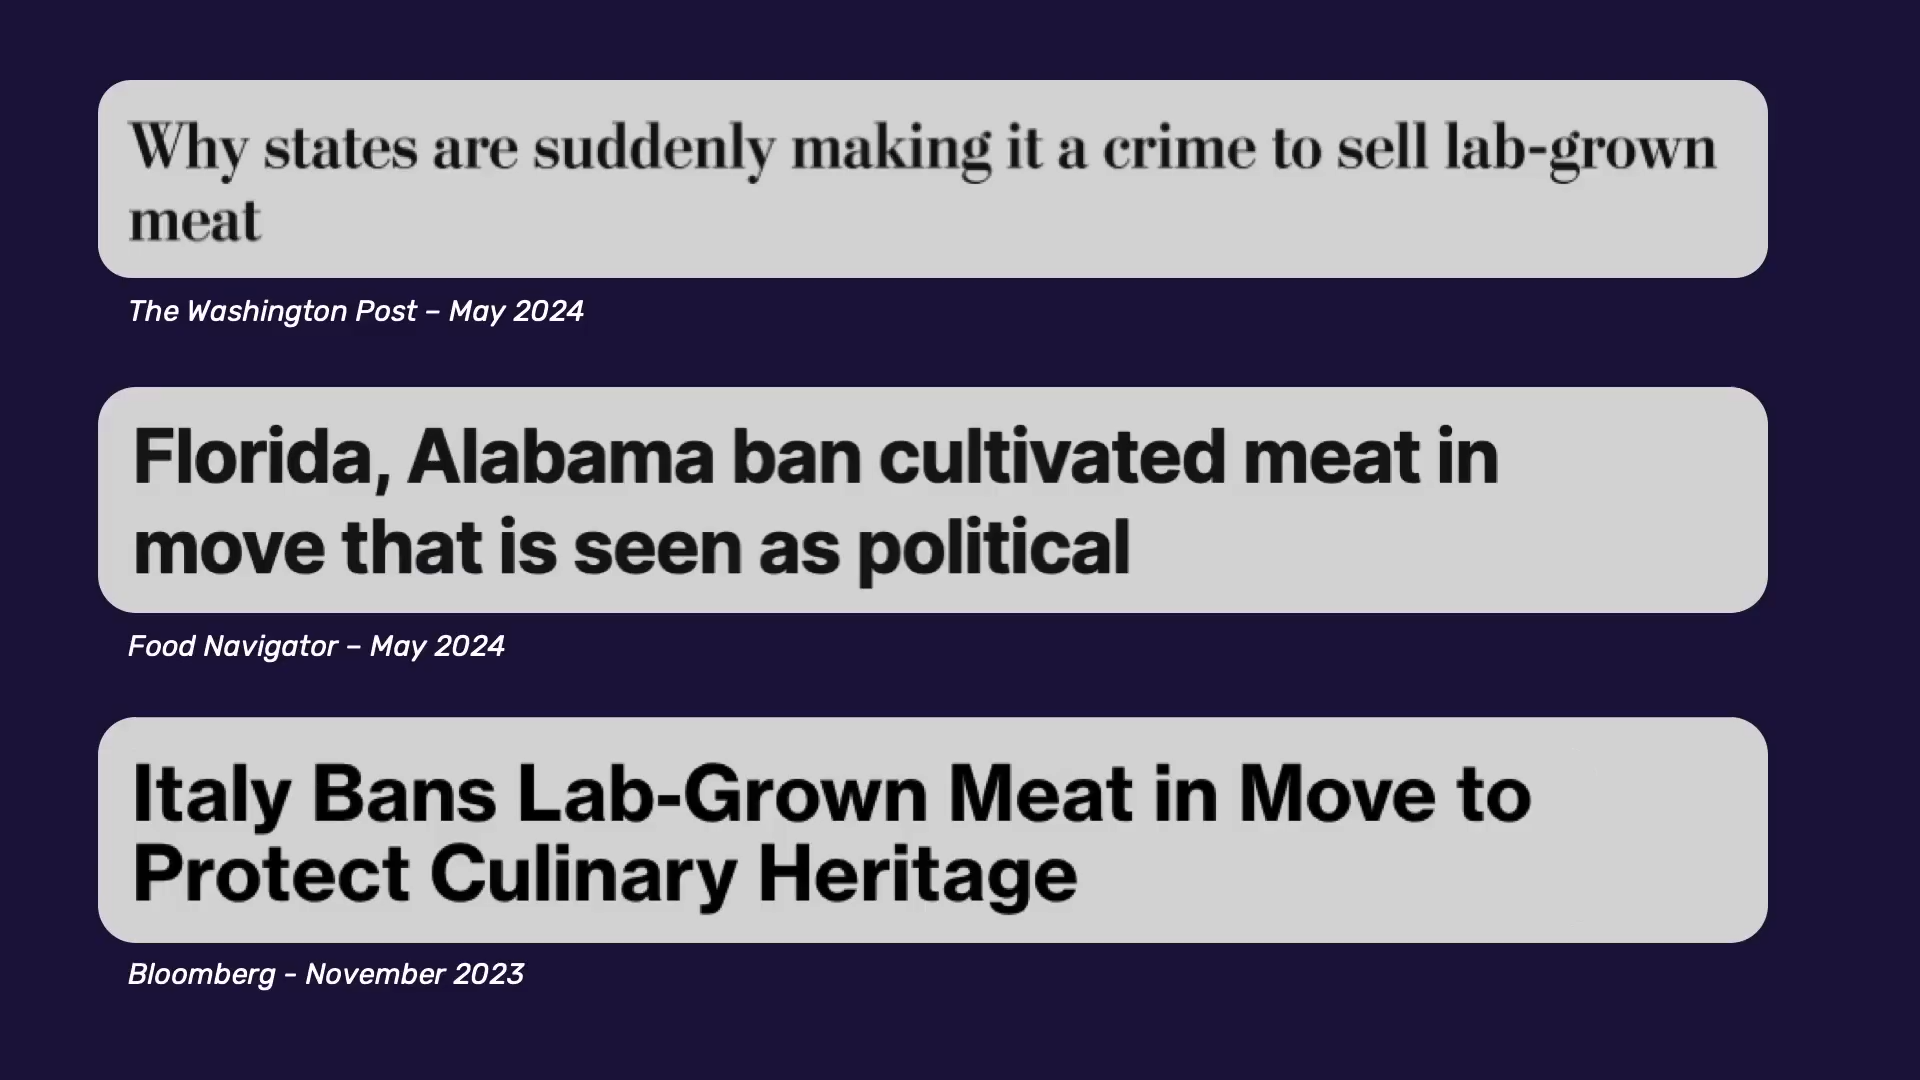 Why states are suddenly making it a crime to sell lab-grown
meat
The Washington Post – May 2024
Florida, Alabama ban cultivated meat in
move that is seen as political
Food Navigator – May 2024
Italy Bans Lab-Grown Meat in Move to
Protect Culinary Heritage
Bloomberg - November 2023